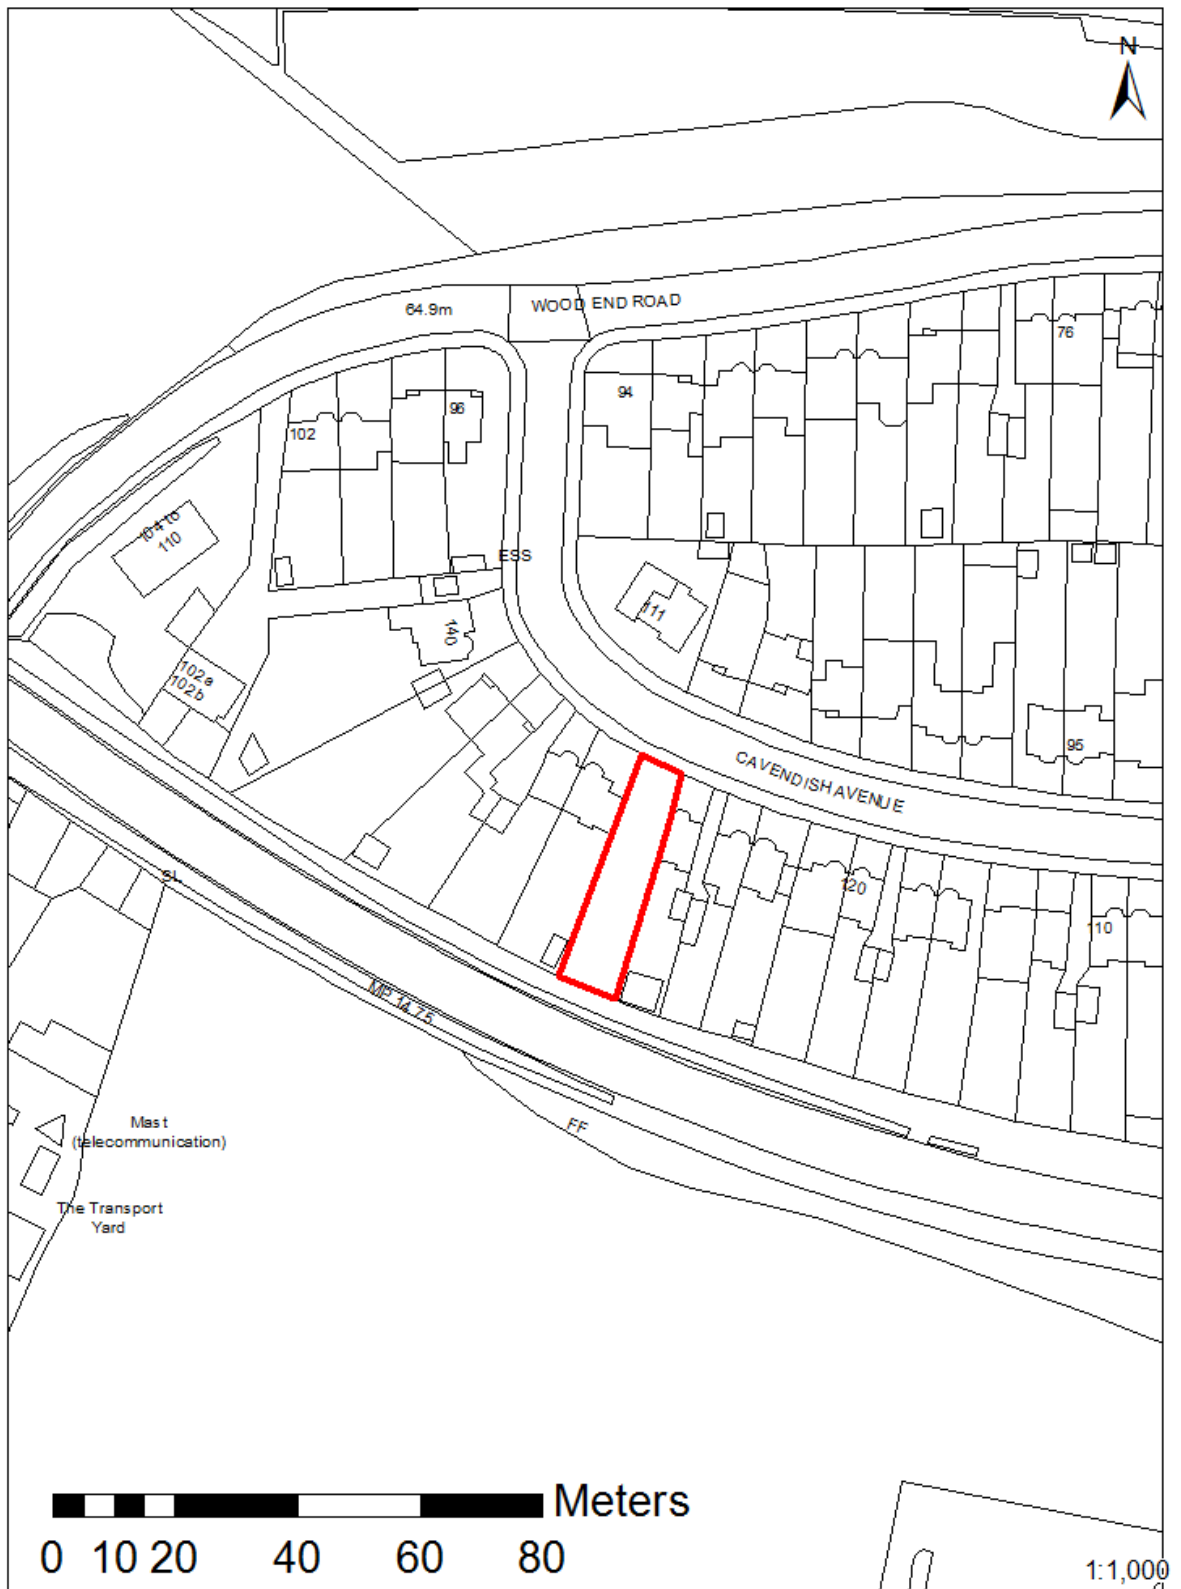 N
WOOD END ROAD
64.9m
76
94
96
102
104 to
110
ESS
111
140
102a
102b
95
CAVENDISH AVENUE
120
110
SL
MP 14.75
FF
Mast
(telecommunication)
The Transport
Yard
Meters
0 10 20 40 60 80
1:1,000